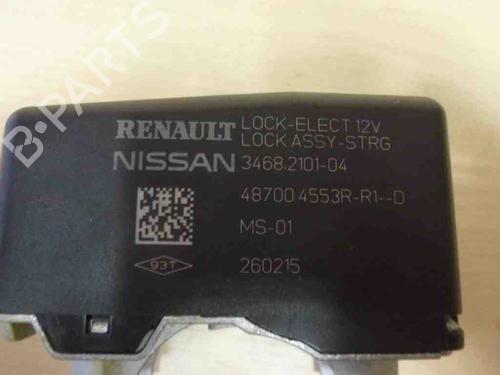 B-PARTS
RENAULT LOCK-ELECT 12V
LOCK ASSY-STRG
NISSAN 3468.2101-04
48700 4553R-R1--D
MS-01
93T 260215